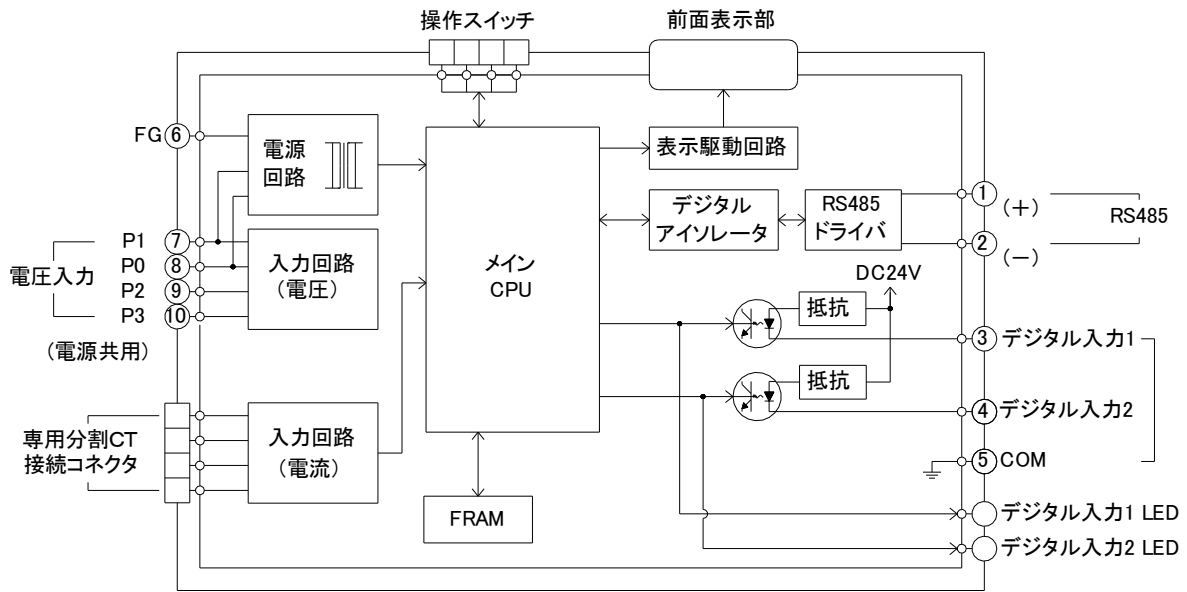 操作スイッチ
前面表示部
FG
6
電源
回路
表示駆動回路
メイン
CPU
デジタル
アイソレータ
RS485
ドライバ
1
(+)
2
(−)
RS485
電圧入力
P1
7
P0
8
P2
9
P3
10
(電源共用)
入力回路
(電圧)
DC24V
抵抗
3
デジタル入力1
抵抗
4
デジタル入力2
5
COM
専用分割CT
接続コネクタ
入力回路
(電流)
FRAM
デジタル入力1 LED
デジタル入力2 LED